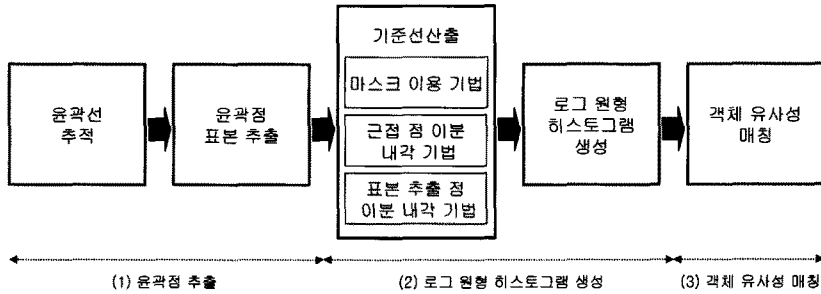 윤곽선
추적
윤곽점
표본 추출
기준선산출
마스크 이용 기법
근접 점 이분
내각 기법
표본 추출 점
이분 내각 기법
로그 원형
히스토그램
생성
객체 유사성
매칭
(1) 윤곽점 추출
(2) 로그 원형 히스토그램 생성
(3) 객체 유사성 매칭